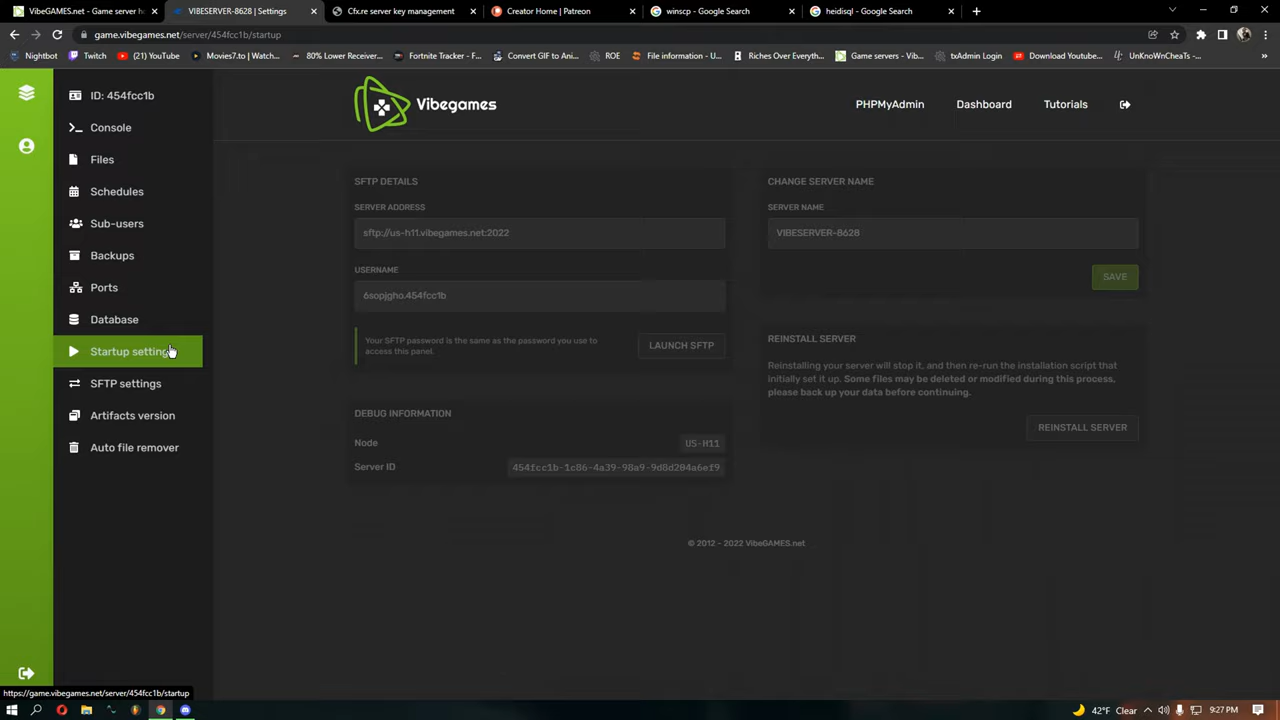 VibeGAMES.net - Game server h
VIBESERVER-8628 | Settings
Cfx.re server key management
Creator Home | Patreon
winscp - Google Search
heidisql - Google Search
game.vibegames.net/server/454fcc1b/startup
Nightbot
Twitch
(21) YouTube
Movies7.to | Watch...
80% Lower Receiver...
Fortnite Tracker - F...
Convert GIF to Ani...
ROE
File information - U...
Riches Over Everyth...
Game servers - Vib...
txAdmin Login
Download Youtube...
UnKnoWnCheaTs -...
ID: 454fcc1b
Console
Files
Schedules
Sub-users
Backups
Ports
Database
Startup setting
SFTP settings
Artifacts version
Auto file remover
Vibegames
PHPMyAdmin
Dashboard
Tutorials
SFTP DETAILS
SERVER ADDRESS
sftp://us-h11.vibegames.net:2022
USERNAME
6sopjgho.454fcc1b
Your SFTP password is the same as the password you use to
access this panel.
LAUNCH SFTP
DEBUG INFORMATION
Node
US-H11
Server ID
454fcc1b-1c86-4a39-98a9-9d8d204a6ef9
CHANGE SERVER NAME
SERVER NAME
VIBESERVER-8628
SAVE
REINSTALL SERVER
Reinstalling your server will stop it, and then re-run the installation script that
initially set it up. Some files may be deleted or modified during this process,
please back up your data before continuing.
REINSTALL SERVER
© 2012 - 2022 VibeGAMES.net
https://game.vibegames.net/server/454fcc1b/startup
42°F Clear
9:27 PM